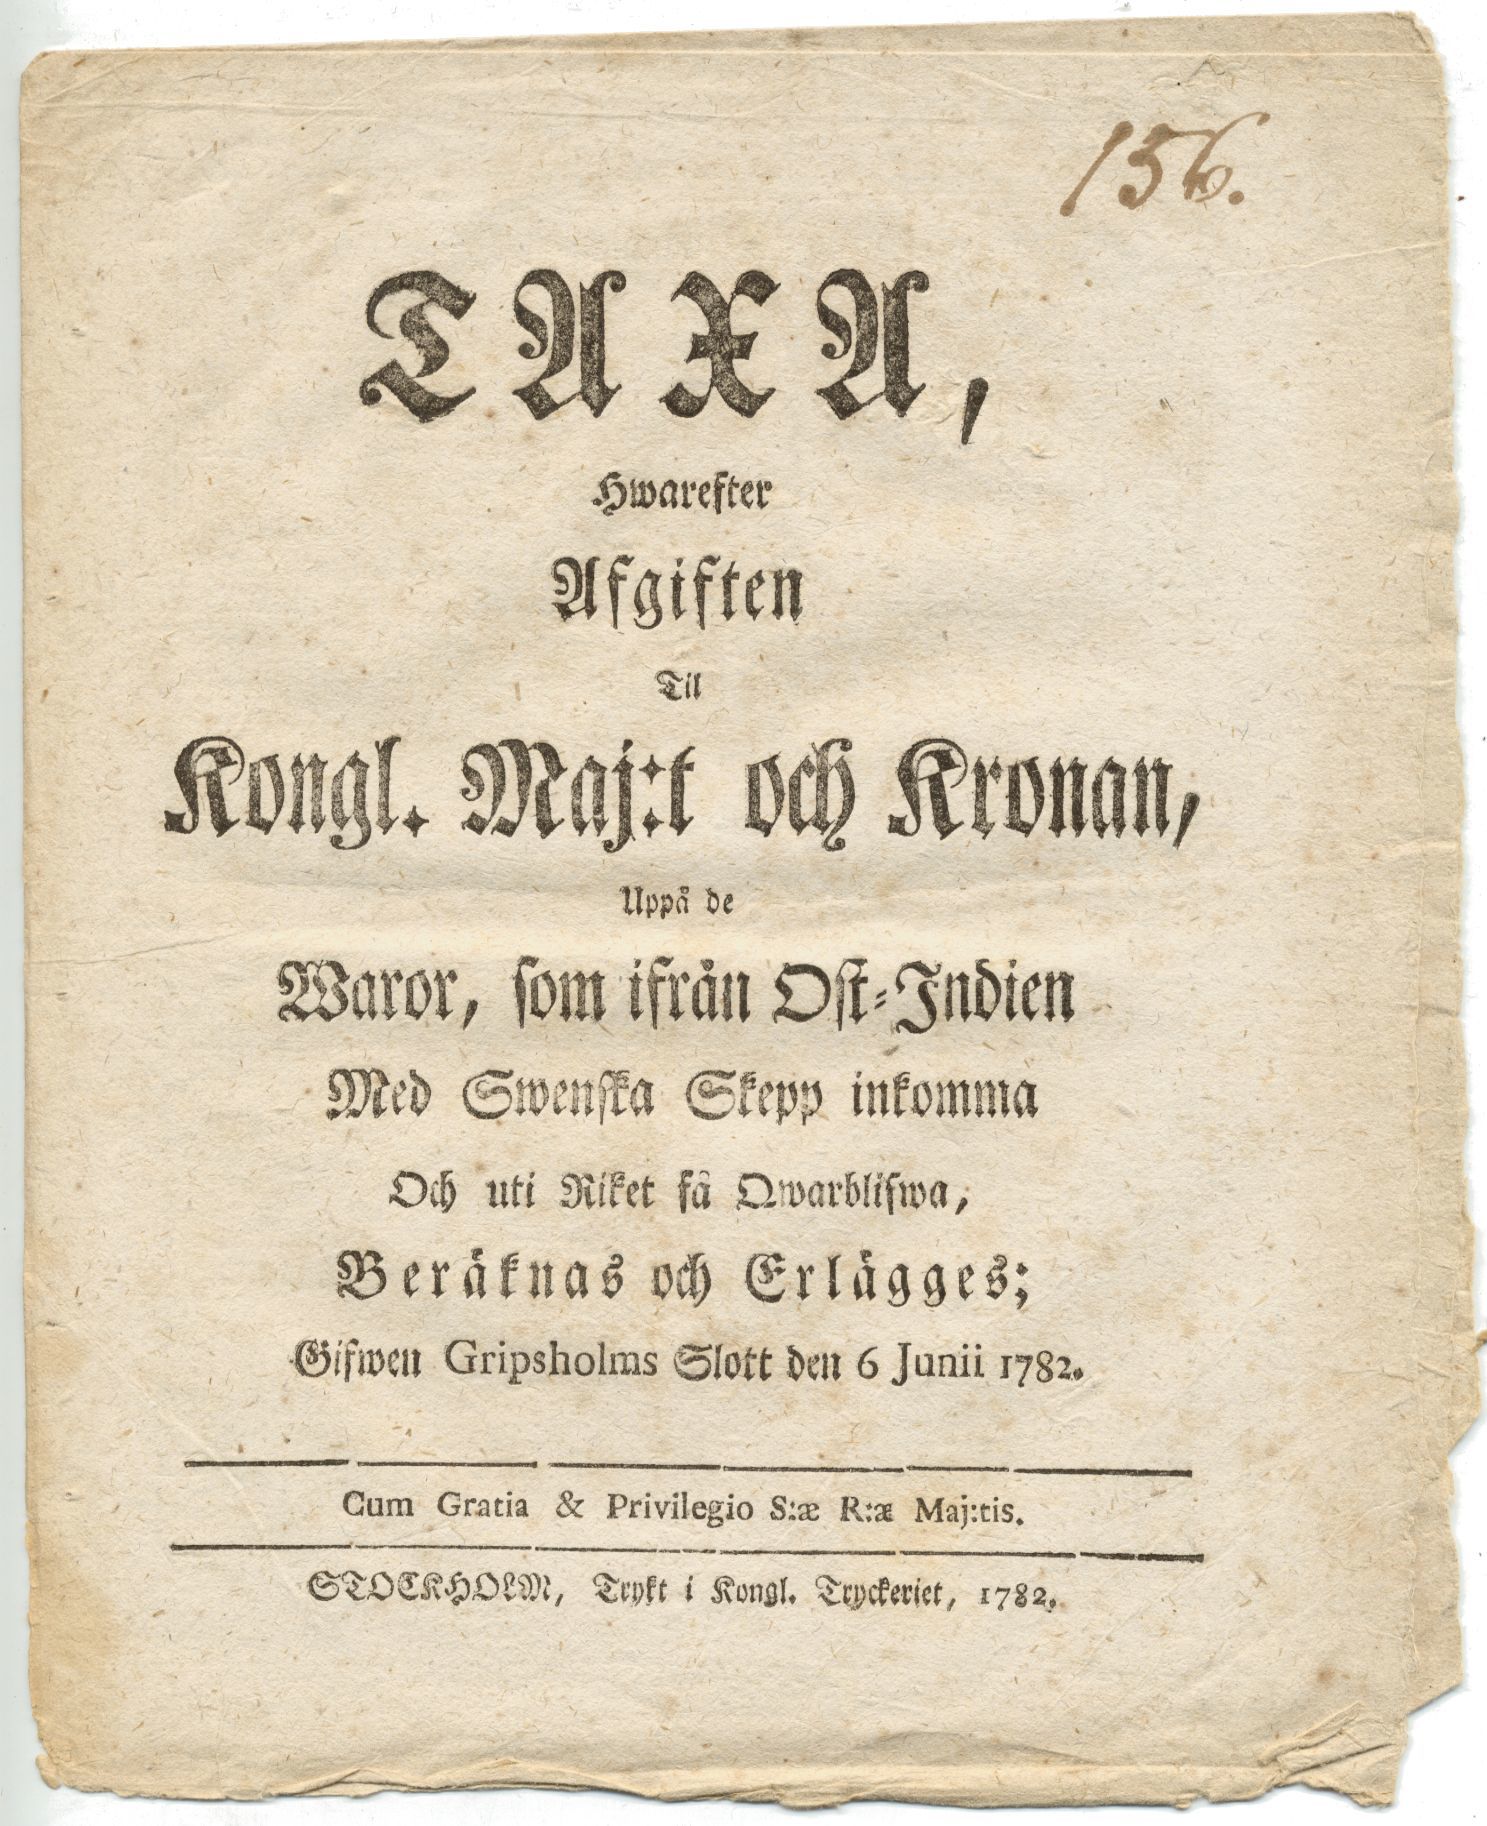 156.
TAXA,
Hwarefter
Afgiften
Til
Kongl. Maj:t och Kronan,
Uppå de
Waror, som ifrån Ost-Indien
Med Swenska Skepp inkomma
Och uti Riket få Qwarblifwa,
Beräknas och Erlägges;
Gifwen Gripsholms Slott den 6 Junii 1782.
Cum Gratia & Privilegio S:æ R:æ Maj:tis.
STOCKHOLM, Trykt i Kongl. Tryckeriet, 1782.